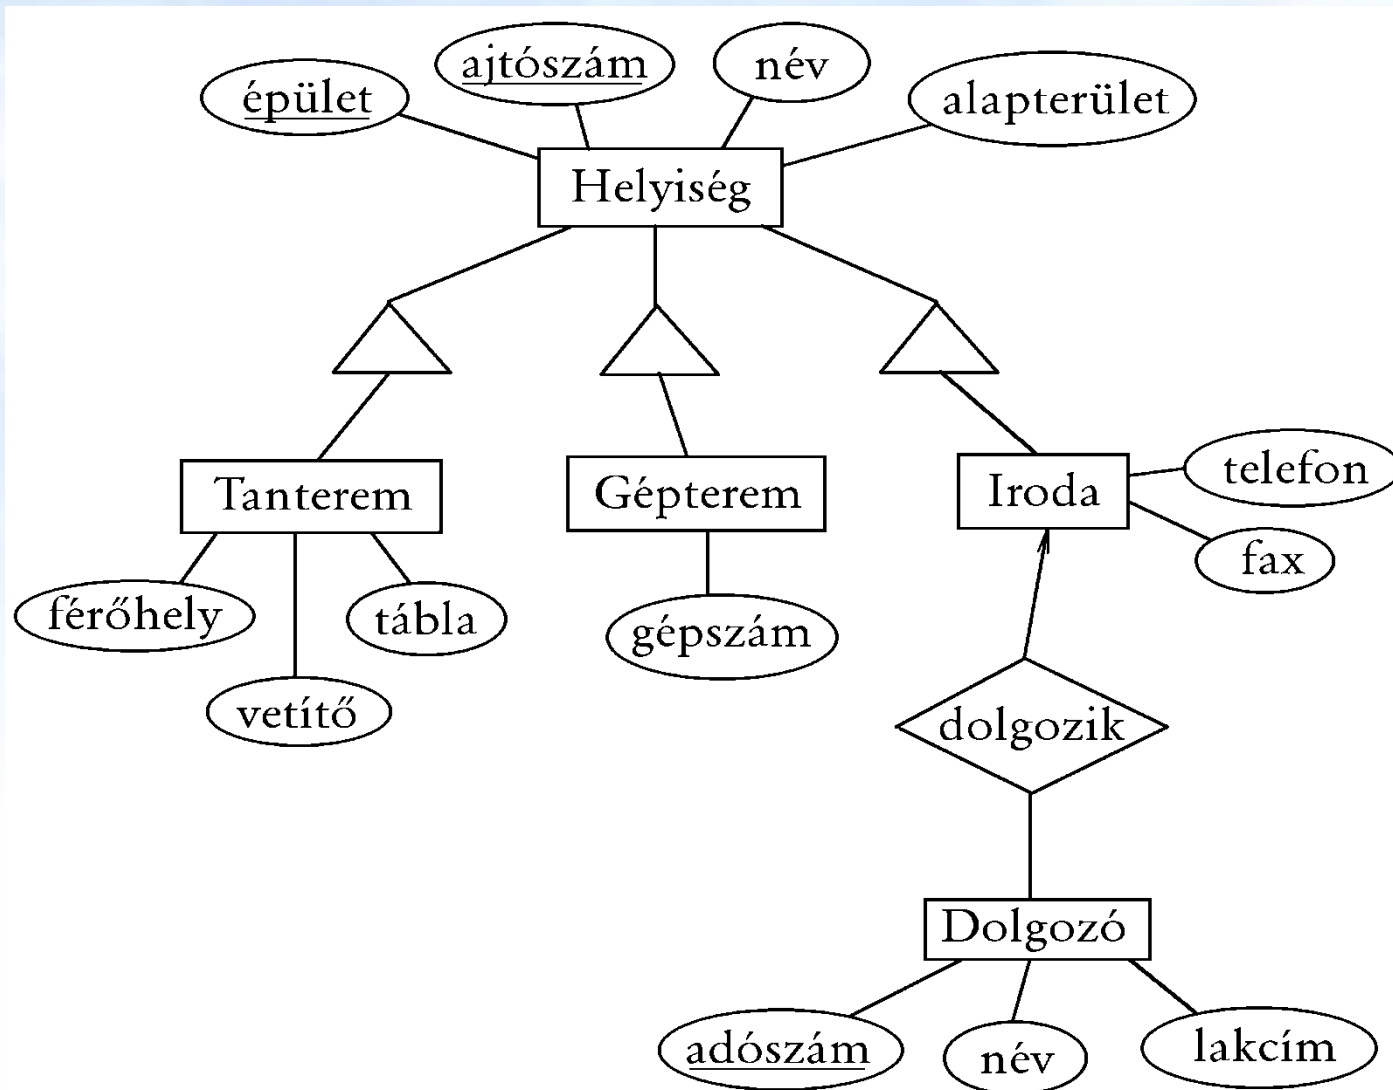 épület
ajtószám
név
alapterület
Helyiség
Tanterem
Gépterem
Iroda
telefon
fax
férőhely
vetítő
tábla
gépszám
dolgozik
Dolgozó
adószám
név
lakcím